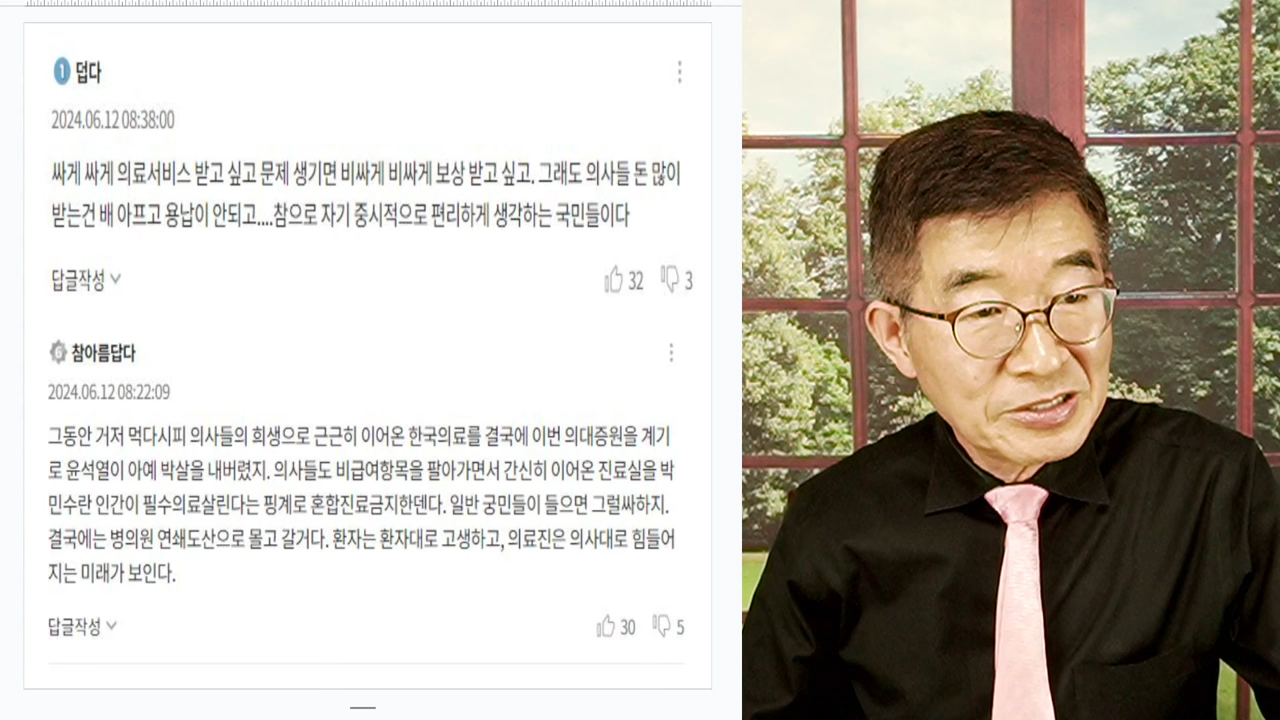 1 덥다
2024.06.12 08:38:00
싸게 싸게 의료서비스 받고 싶고 문제 생기면 비싸게 비싸게 보상 받고 싶고. 그래도 의사들 돈 많이
받는건 배 아프고 용납이 안되고....참으로 자기 중시적으로 편리하게 생각하는 국민들이다
답글작성
32
3
6 참아름답다
2024.06.12 08:22:09
그동안 거저 먹다시피 의사들의 희생으로 근근히 이어온 한국의료를 결국에 이번 의대증원을 계기
로 윤석열이 아예 박살을 내버렸지. 의사들도 비급여항목을 팔아가면서 간신히 이어온 진료실을 박
민수란 인간이 필수의료살린다는 핑계로 혼합진료금지한덴다. 일반 궁민들이 들으면 그럴싸하지.
결국에는 병의원 연쇄도산으로 몰고 갈거다. 환자는 환자대로 고생하고, 의료진은 의사대로 힘들어
지는 미래가 보인다.
답글작성
30
5